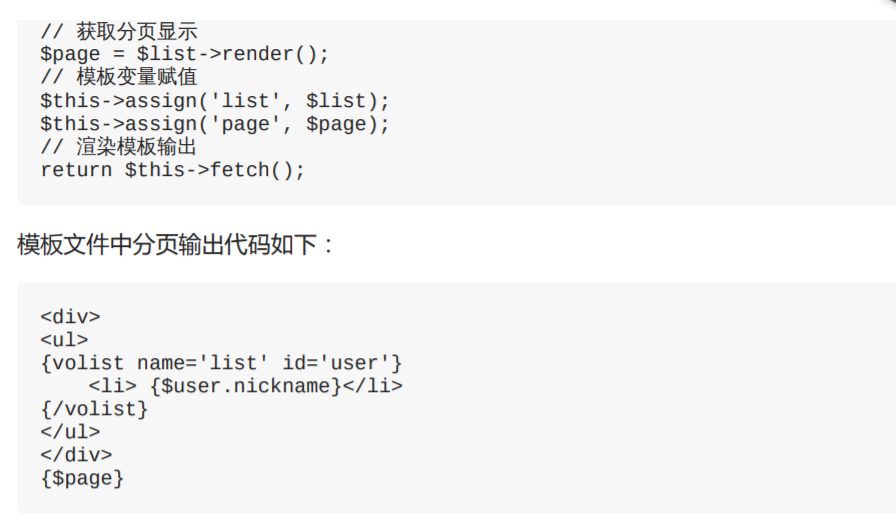 // 获取分页显示
$page = $list->render();
// 模板变量赋值
$this->assign('list', $list);
$this->assign('page', $page);
// 渲染模板输出
return $this->fetch();
模板文件中分页输出代码如下：
<div>
<ul>
{volist name='list' id='user'}
    <li> {$user.nickname}</li>
{/volist}
</ul>
</div>
{$page}